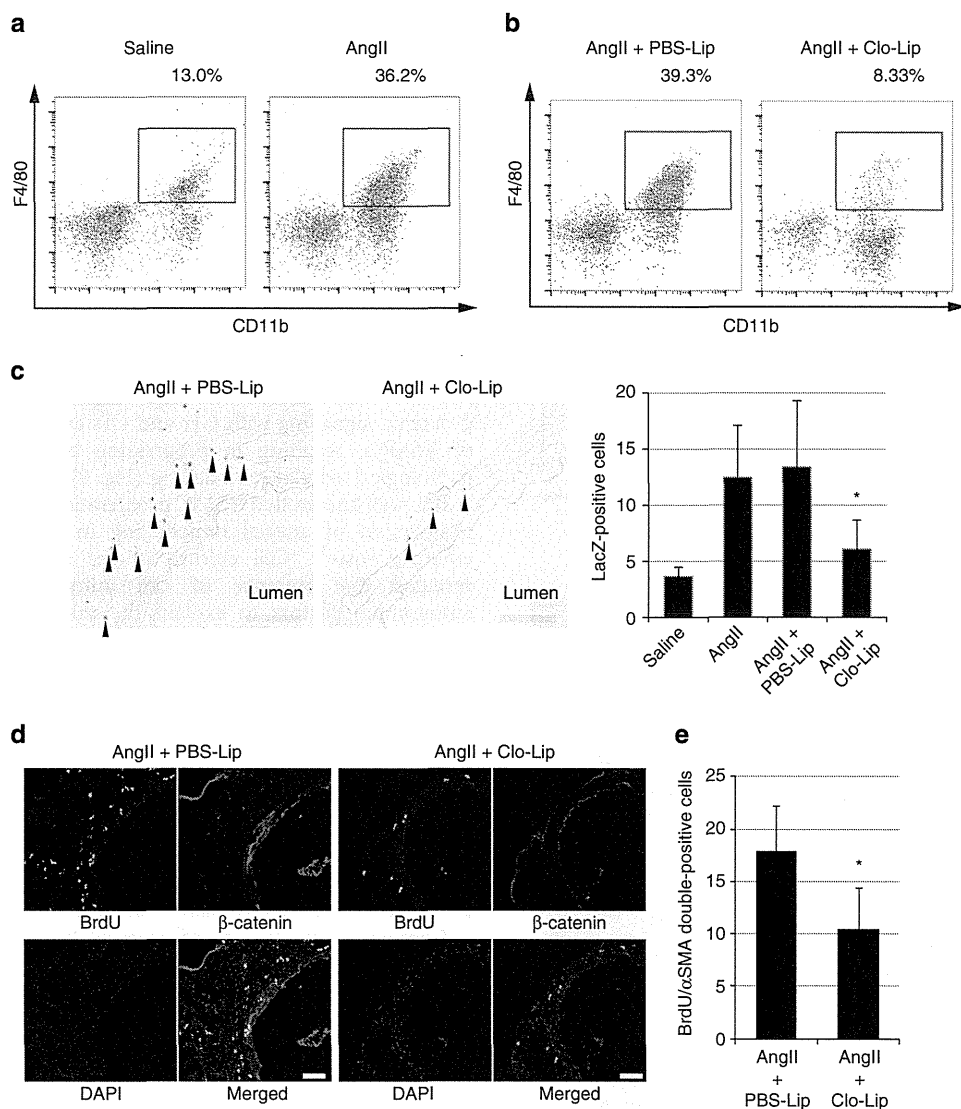 a
Saline
AngII
13.0%
36.2%
F4/80
CD11b
b
AngII + PBS-Lip
AngII + Clo-Lip
39.3%
8.33%
F4/80
CD11b
c
AngII + PBS-Lip
AngII + Clo-Lip
Lumen
Lumen
LacZ-positive cells
20
15
10
5
0
*
Saline
AngII
AngII +
PBS-Lip
AngII +
Clo-Lip
d
AngII + PBS-Lip
AngII + Clo-Lip
BrdU
β-catenin
BrdU
β-catenin
DAPI
Merged
DAPI
Merged
e
BrdU/αSMA double-positive cells
25
20
15
10
5
0
*
AngII
+
PBS-Lip
AngII
+
Clo-Lip